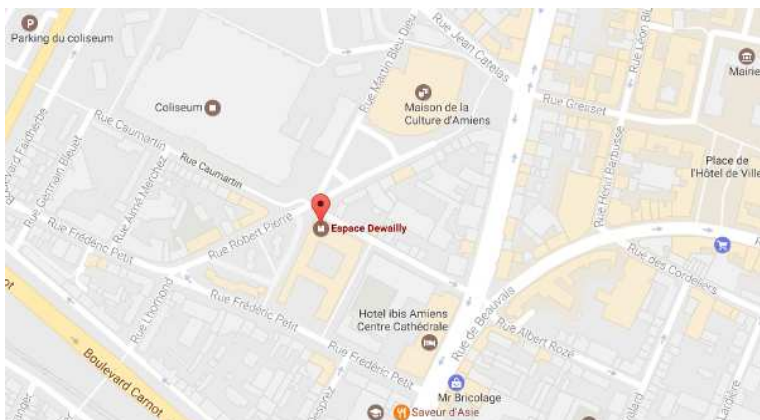 Parking du coliseum
Rue Martin Bleu Dieu
Rue Jean Catelas
Rue Léon Bl
Mairie
Coliseum
Maison de la
Culture d'Amiens
Rue Gresset
Boulevard Faidherbe
Rue Caumartin
Rue Caumartin
Rue Germain Bleuet
Rue Aimé Merchez
Rue Henri Barbusse
Place de
l'Hôtel de Ville
Rue Robert Pierre
Espace Dewailly
Rue Frédéric Petit
Rue des Cordeliers
Rue Frédéric Petit
Rue Lhomond
Hotel ibis Amiens
Centre Cathédrale
Rue de Beauvais
Rue Albert Rozé
Boulevard Carnot
Rue Frédéric Petit
Mr Bricolage
Saveur d'Asie